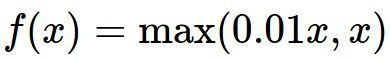 f(x) = max(0.01x, x)